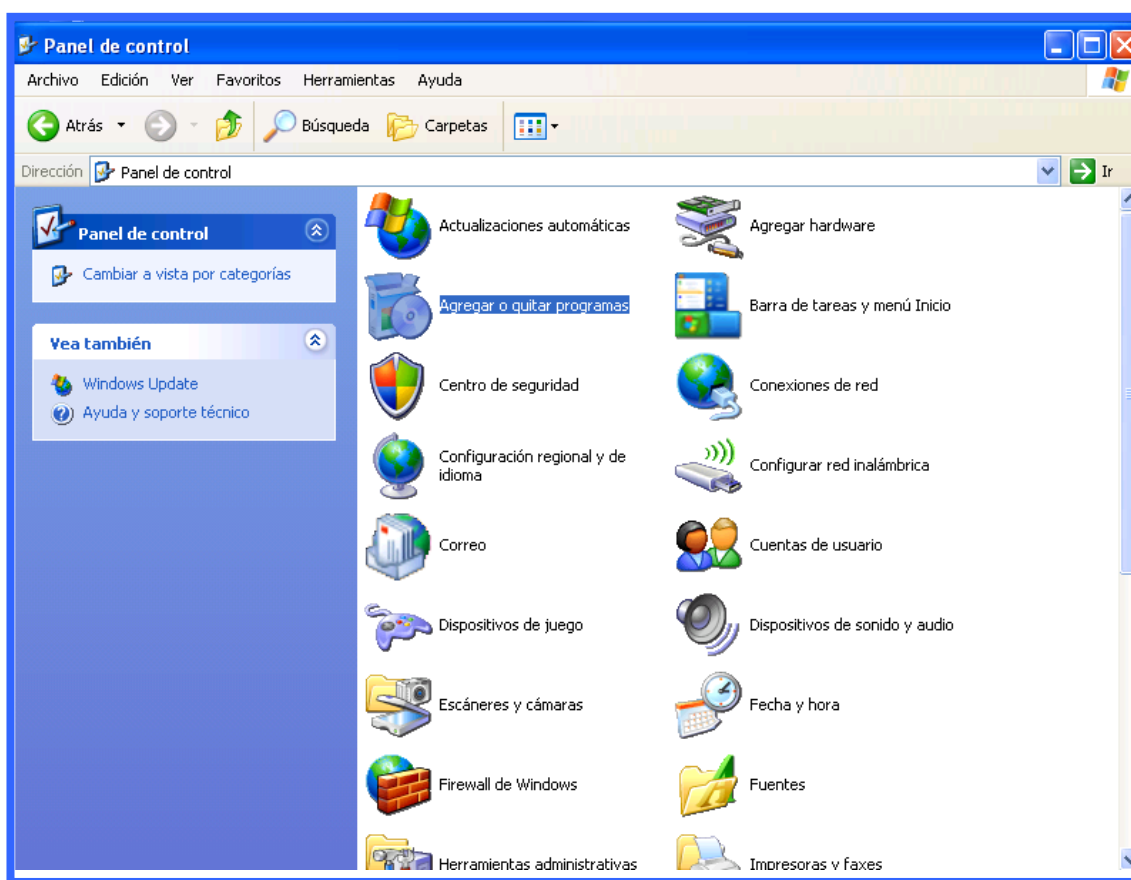 Panel de control
Archivo Edición Ver Favoritos Herramientas Ayuda
Atrás Búsqueda Carpetas
Dirección Panel de control Ir
Panel de control
Cambiar a vista por categorías
Vea también
Windows Update
Ayuda y soporte técnico
Actualizaciones automáticas
Agregar hardware
Agregar o quitar programas
Barra de tareas y menú Inicio
Centro de seguridad
Conexiones de red
Configuración regional y de
idioma
Configurar red inalámbrica
Correo
Cuentas de usuario
Dispositivos de juego
Dispositivos de sonido y audio
Escáneres y cámaras
Fecha y hora
Firewall de Windows
Fuentes
Herramientas administrativas
Impresoras y faxes